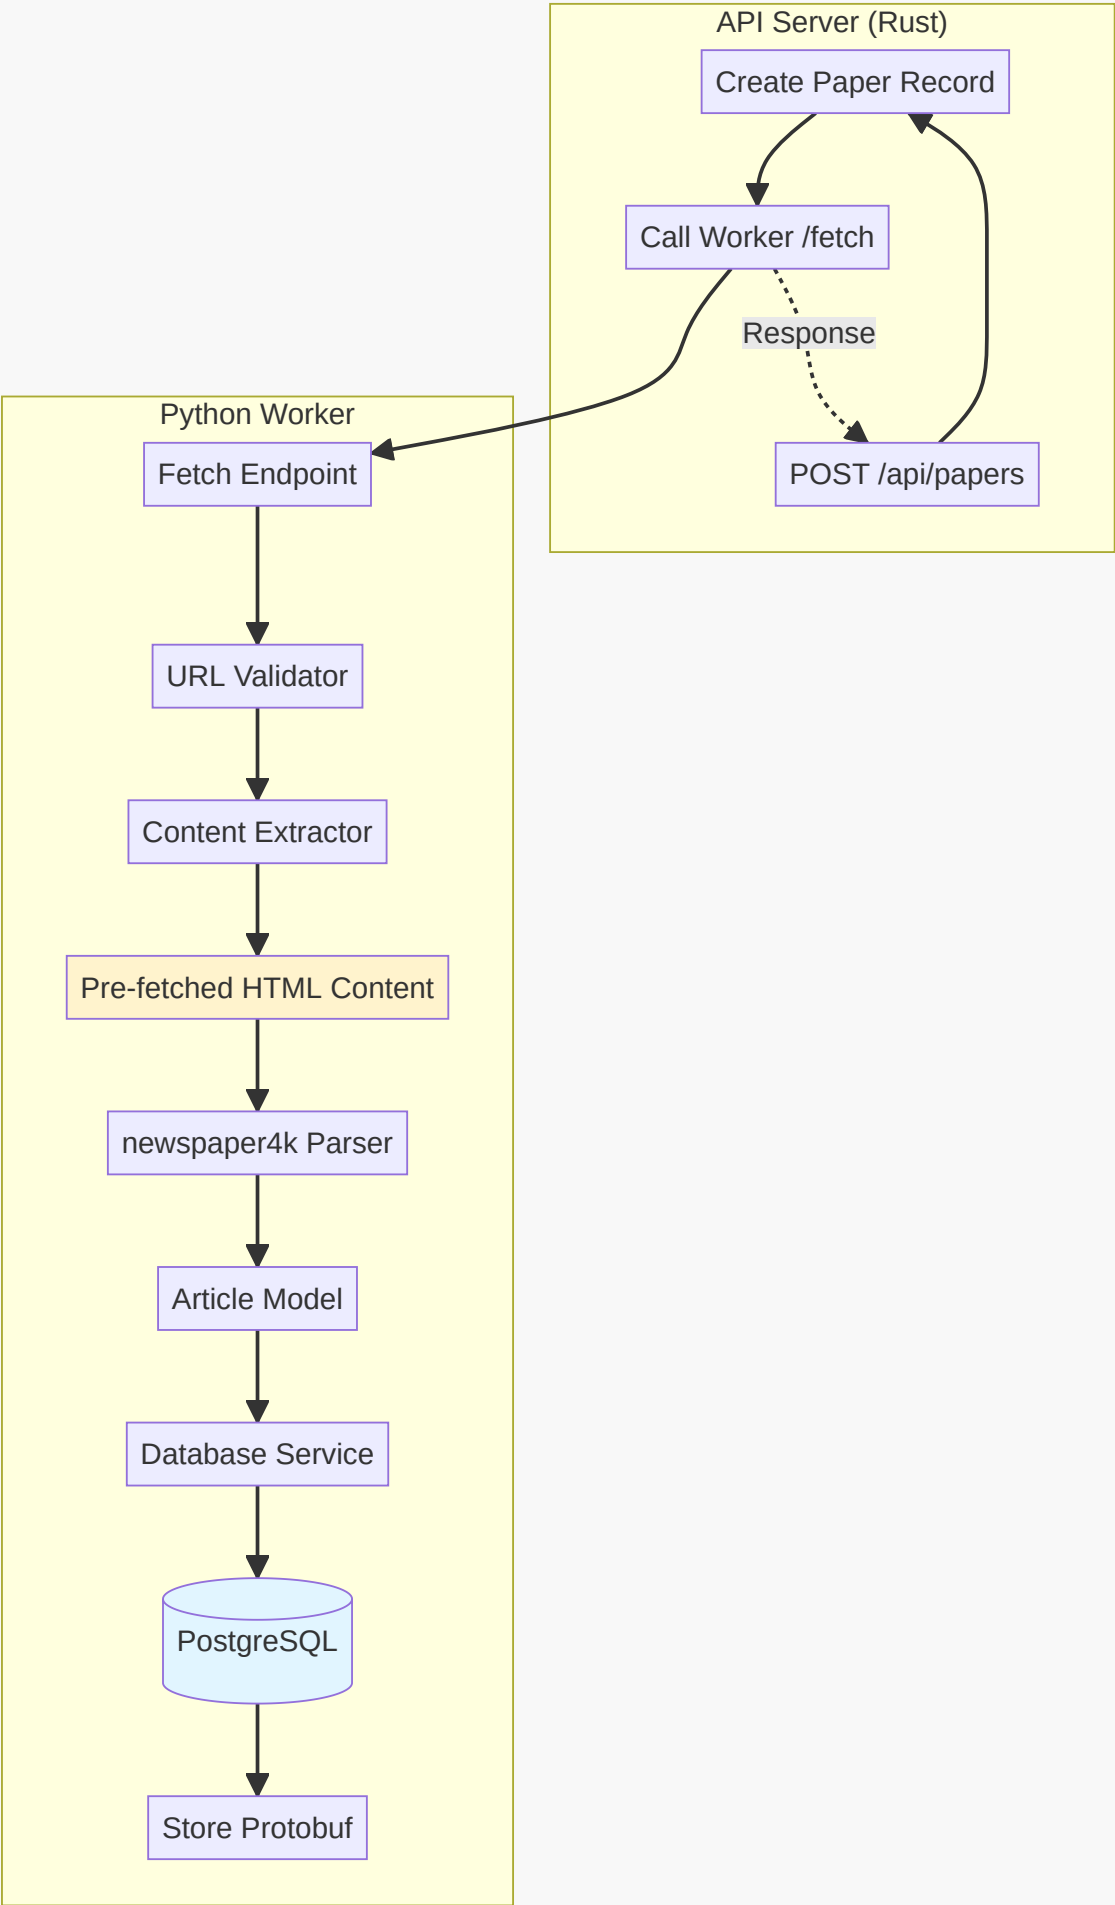 API Server (Rust)
Create Paper Record
Call Worker /fetch
Response
POST /api/papers
Python Worker
Fetch Endpoint
URL Validator
Content Extractor
Pre-fetched HTML Content
newspaper4k Parser
Article Model
Database Service
PostgreSQL
Store Protobuf